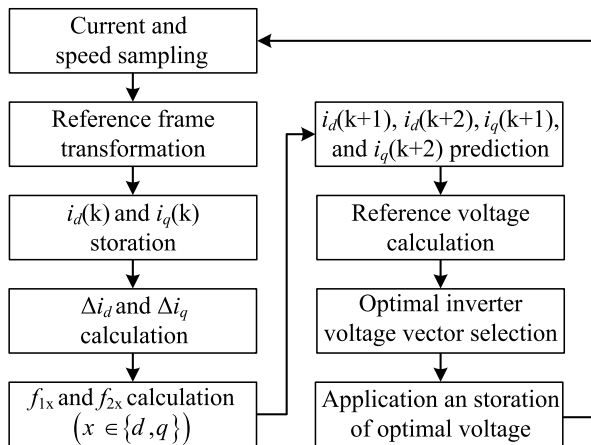 Current and
speed sampling
Reference frame
transformation
i_d(k) and i_q(k)
storation
Δi_d and Δi_q
calculation
f_1x and f_2x calculation
(x ∈{d,q})
i_d(k+1), i_d(k+2), i_q(k+1),
and i_q(k+2) prediction
Reference voltage
calculation
Optimal inverter
voltage vector selection
Application an storation
of optimal voltage